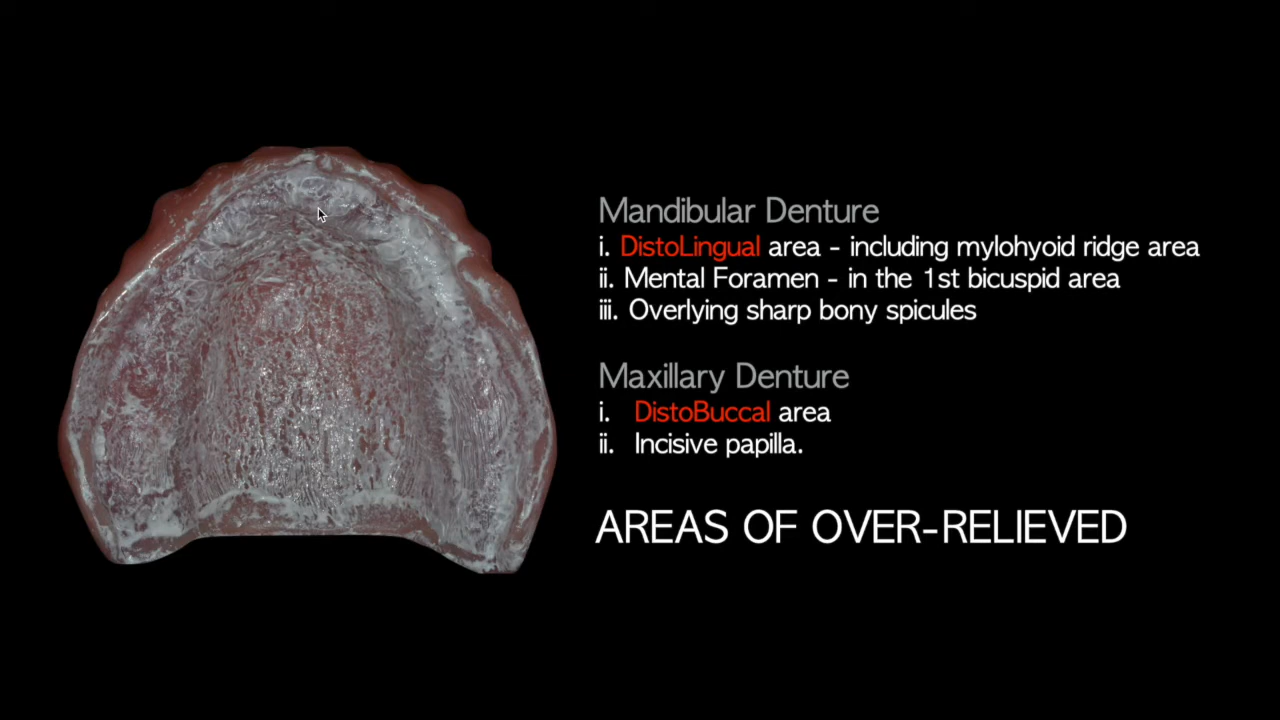 Mandibular Denture
i. DistoLingual area - including mylohyoid ridge area
ii. Mental Foramen - in the 1st bicuspid area
iii. Overlying sharp bony spicules
Maxillary Denture
i. DistoBuccal area
ii. Incisive papilla.
AREAS OF OVER-RELIEVED